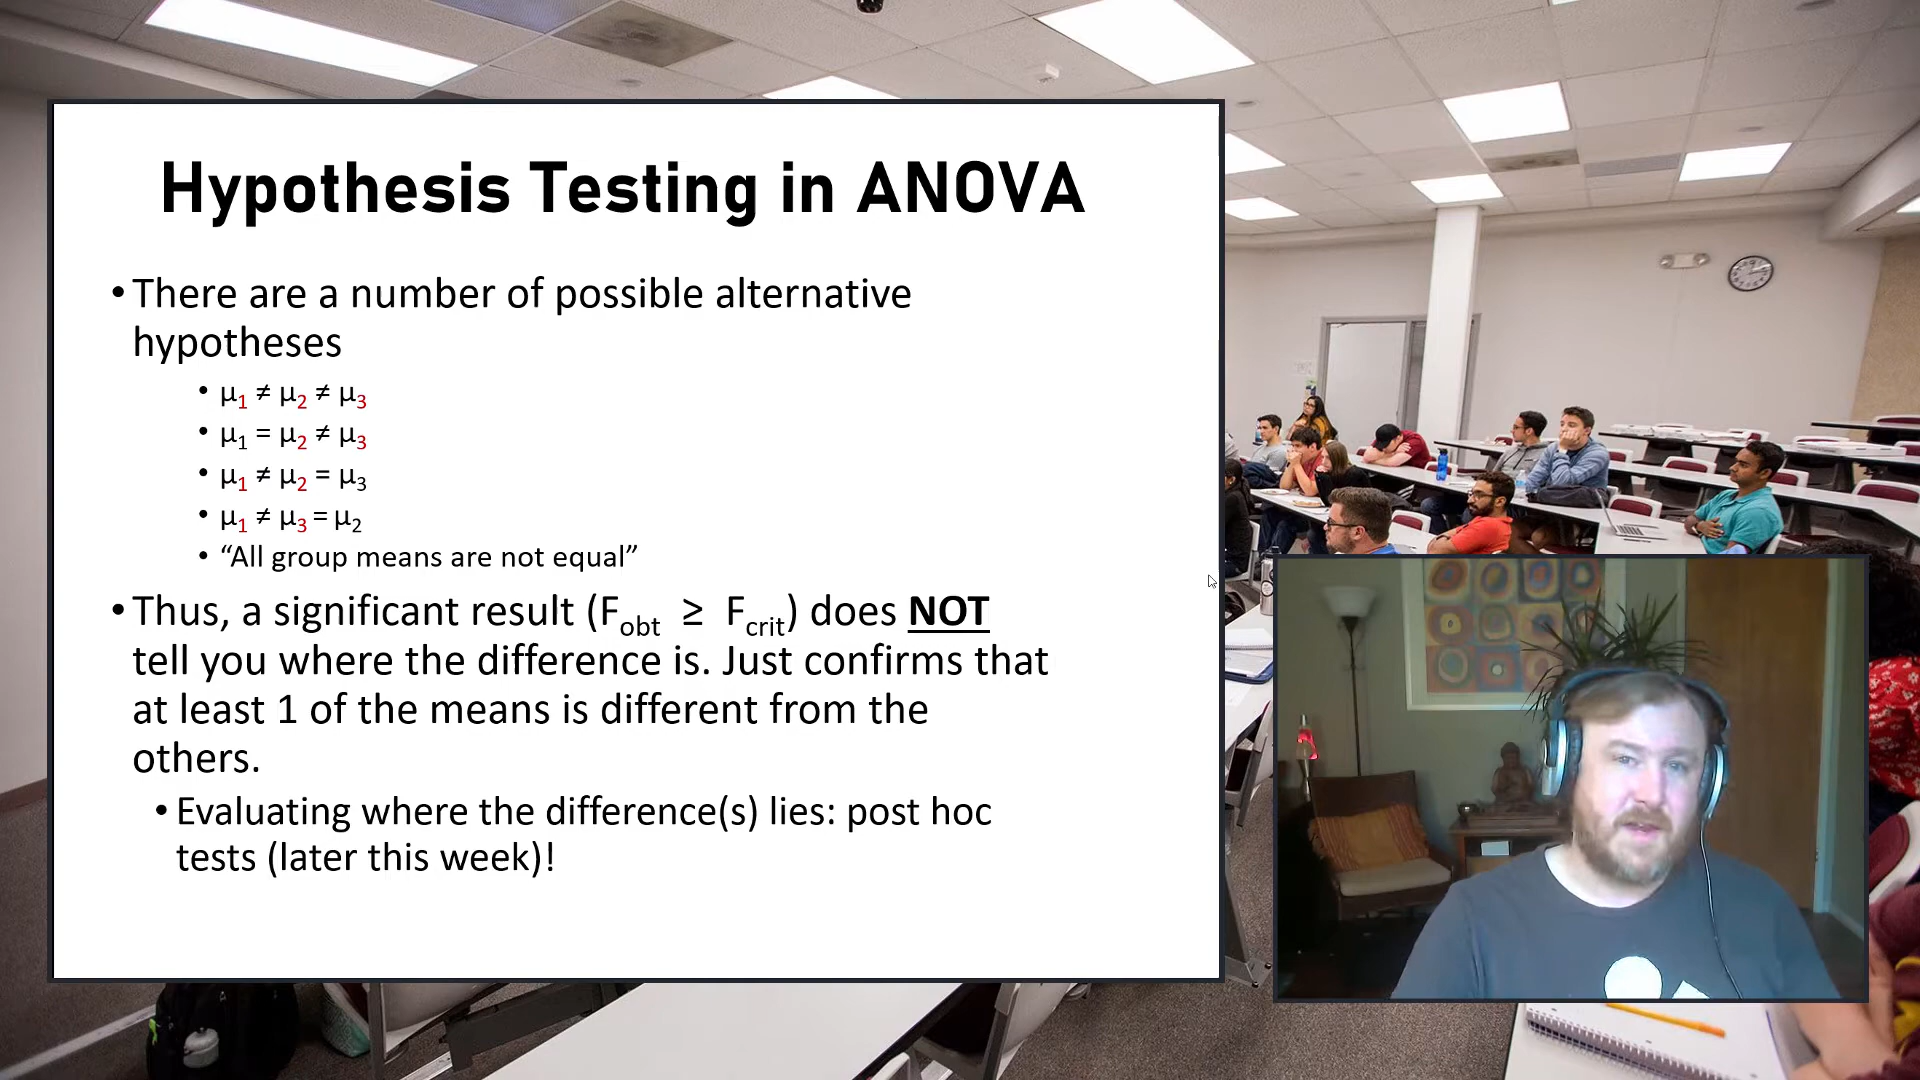 Hypothesis Testing in ANOVA
• There are a number of possible alternative
hypotheses
• μ1 ≠ μ2 ≠ μ3
• μ1 = μ2 ≠ μ3
• μ1 ≠ μ2 = μ3
• μ1 ≠ μ3 = μ2
• “All group means are not equal”
• Thus, a significant result (Fobt ≥ Fcrit) does NOT
tell you where the difference is. Just confirms that
at least 1 of the means is different from the
others.
• Evaluating where the difference(s) lies: post hoc
tests (later this week)!